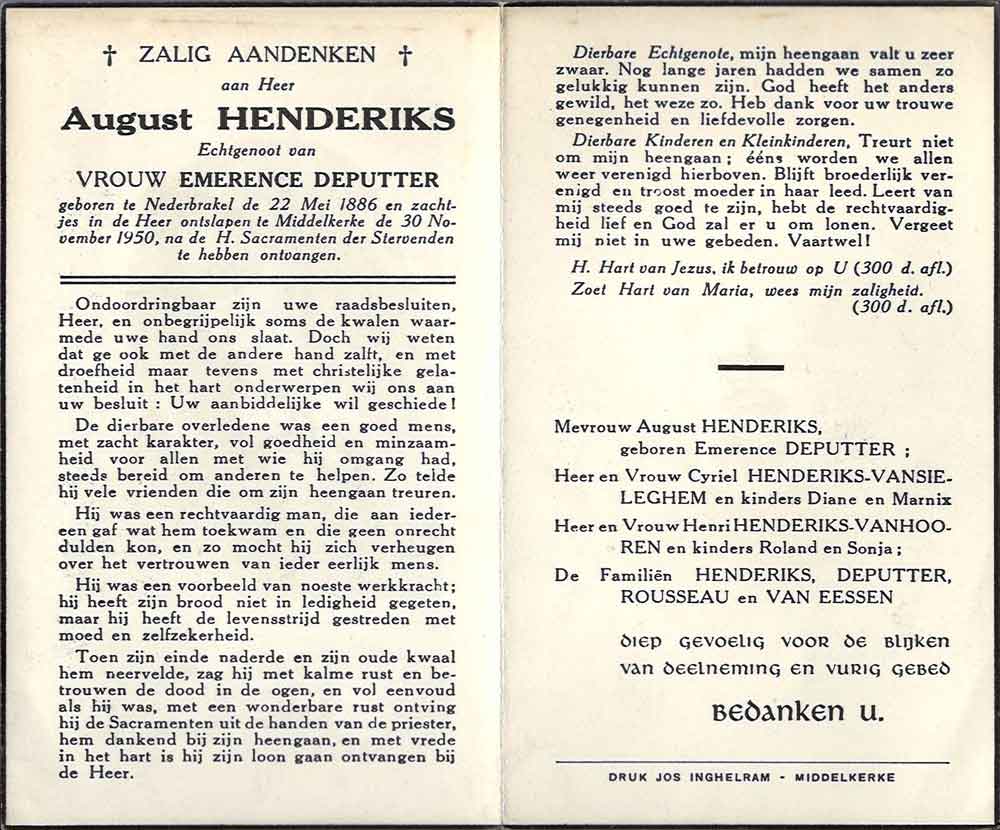 † ZALIG AANDENKEN †
aan Heer
August HENDERIKS
Echtgenoot van
VROUW EMERENCE DEPUTTER
geboren te Nederbrakel de 22 Mei 1886 en zacht-
jes in de Heer ontslapen te Middelkerke de 30 No-
vember 1950, na de H. Sacramenten der Stervenden
te hebben ontvangen.
Ondoordringbaar zijn uwe raadsbesluiten,
Heer, en onbegrijpelijk soms de kwalen waar-
mede uwe hand ons slaat. Doch wij weten
dat ge ook met de andere hand zalft, en met
droefheid maar tevens met christelijke gela-
tenheid in het hart onderwerpen wij ons aan
uw besluit : Uw aanbiddelijke wil geschiede!
De dierbare overledene was een goed mens,
met zacht karakter, vol goedheid en minzaam-
heid voor allen met wie hij omgang had,
steeds bereid om anderen te helpen. Zo telde
hij vele vrienden die om zijn heengaan treuren.
Hij was een rechtvaardig man, die aan ieder-
een gaf wat hem toekwam en die geen onrecht
dulden kon, en zo mocht hij zich verheugen
over het vertrouwen van ieder eerlijk mens.
Hij was een voorbeeld van noeste werkkracht;
hij heeft zijn brood niet in ledigheid gegeten,
maar hij heeft de levensstrijd gestreden met
moed en zelfzekerheid.
Toen zijn einde naderde en zijn oude kwaal
hem neervelde, zag hij met kalme rust en be-
trouwen de dood in de ogen, en vol eenvoud
als hij was, met een wonderbare rust ontving
hij de Sacramenten uit de handen van de priester,
hem dankend bij zijn heengaan, en met vrede
in het hart is hij zijn loon gaan ontvangen bij
de Heer.
Dierbare Echtgenote, mijn heengaan valt u zeer
zwaar. Nog lange jaren hadden we samen zo
gelukkig kunnen zijn. God heeft het anders
gewild, het weze zo. Heb dank voor uw trouwe
genegenheid en liefdevolle zorgen.
Dierbare Kinderen en Kleinkinderen, Treurt niet
om mijn heengaan; ééns worden we allen
weer verenigd hierboven. Blijft broederlijk ver-
enigd en troost moeder in haar leed. Leert van
mij steeds goed te zijn, hebt de rechtvaardig-
heid lief en God zal er u om lonen. Vergeet
mij niet in uwe gebeden. Vaartwel!
H. Hart van Jezus, ik betrouw op U (300 d. afl.)
Zoet Hart van Maria, wees mijn zaligheid.
(300 d. afl.)
Mevrouw August HENDERIKS,
geboren Emerence DEPUTTER ;
Heer en Vrouw Cyriel HENDERIKS-VANSIE-
LEGHEM en kinders Diane en Marnix
Heer en Vrouw Henri HENDERIKS-VANHOO-
REN en kinders Roland en Sonja ;
De Familiën HENDERIKS, DEPUTTER,
ROUSSEAU en VAN EESSEN
diep gevoelig voor de blijken
van deelneming en vurig gebed
Bedanken u.
DRUK JOS INGHELRAM - MIDDELKERKE